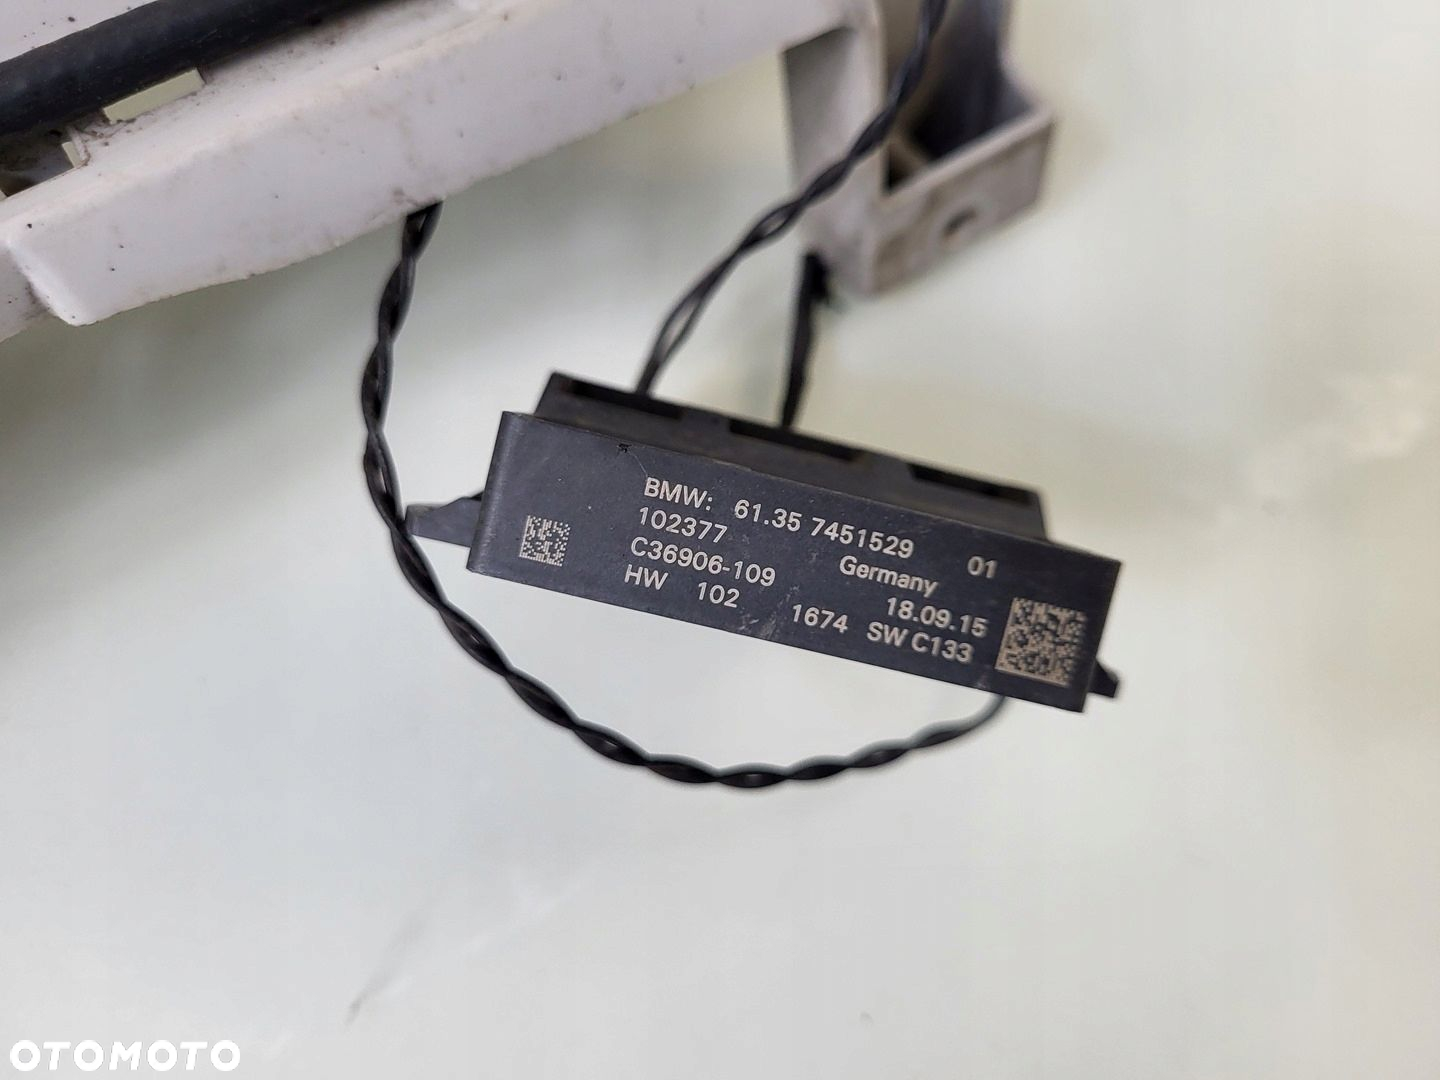 BMW: 61.35 7451529 01
102377 Germany
C36906-109 18.09.15
HW 102 1674 SW C133
OTOMOTO